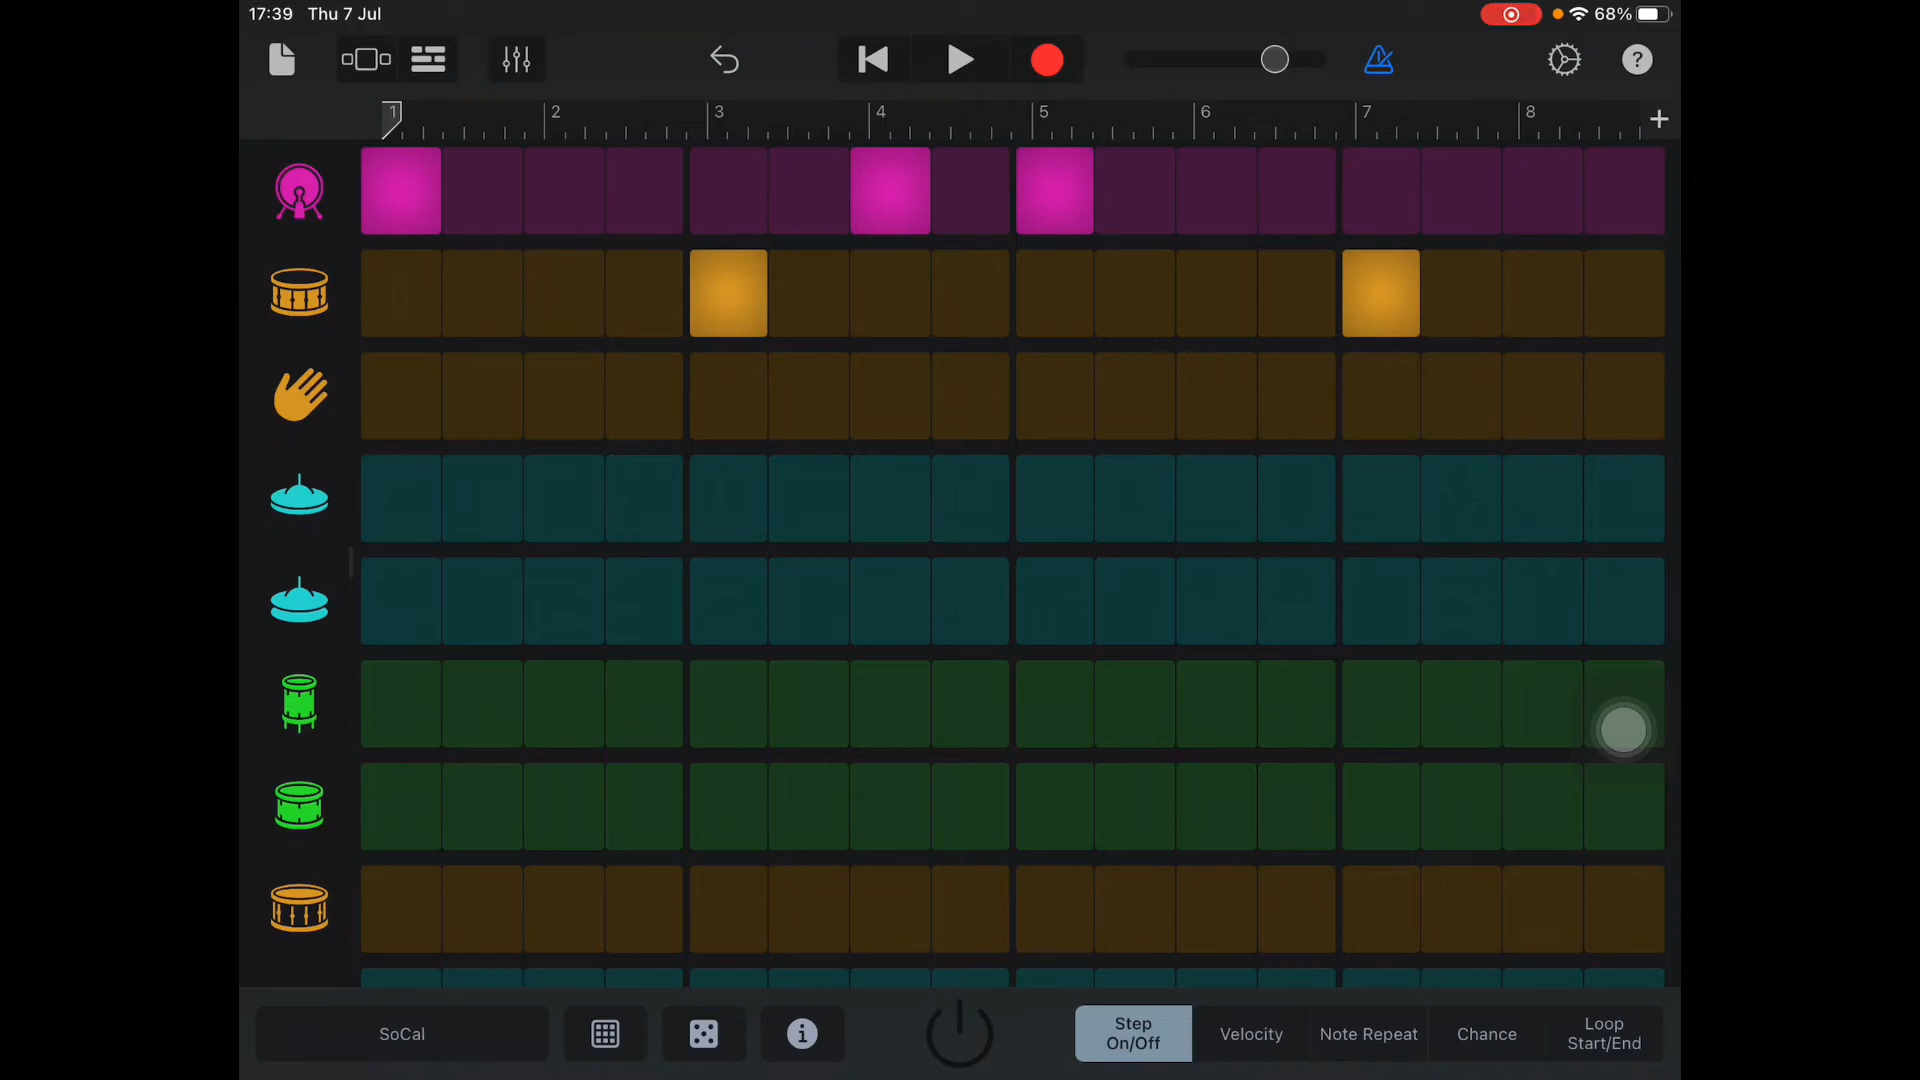 17:39 Thu 7 Jul 68%
?
1 2 3 4 5 6 7 8 +
SoCal
Step
On/Off
Velocity
Note Repeat
Chance
Loop
Start/End